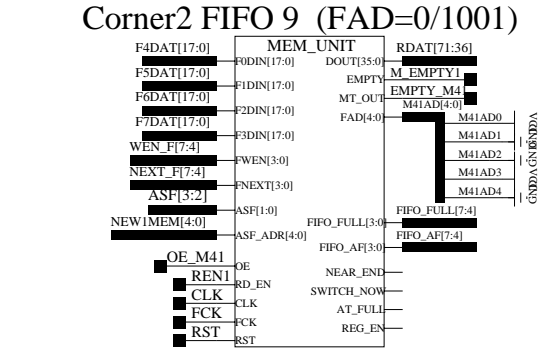 Corner2 FIFO 9 (FAD=0/1001)
MEM_UNIT
F4DAT[17:0]
F0DIN[17:0]
F5DAT[17:0]
F1DIN[17:0]
F6DAT[17:0]
F2DIN[17:0]
F7DAT[17:0]
F3DIN[17:0]
WEN_F[7:4]
FWEN[3:0]
NEXT_F[7:4]
FNEXT[3:0]
ASF[3:2]
ASF[1:0]
NEW1MEM[4:0]
ASF_ADR[4:0]
OE_M41
OE
REN1
RD_EN
CLK
CLK
FCK
FCK
RST
RST
RDAT[71:36]
DOUT[35:0]
M_EMPTY1
EMPTY
EMPTY_M41
MT_OUT
M41AD[4:0]
FAD[4:0]
M41AD0
M41AD1
M41AD2
M41AD3
M41AD4
FIFO_FULL[7:4]
FIFO_FULL[3:0]
FIFO_AF[7:4]
FIFO_AF[3:0]
NEAR_END
SWITCH_NOW
AT_FULL
REG_EN